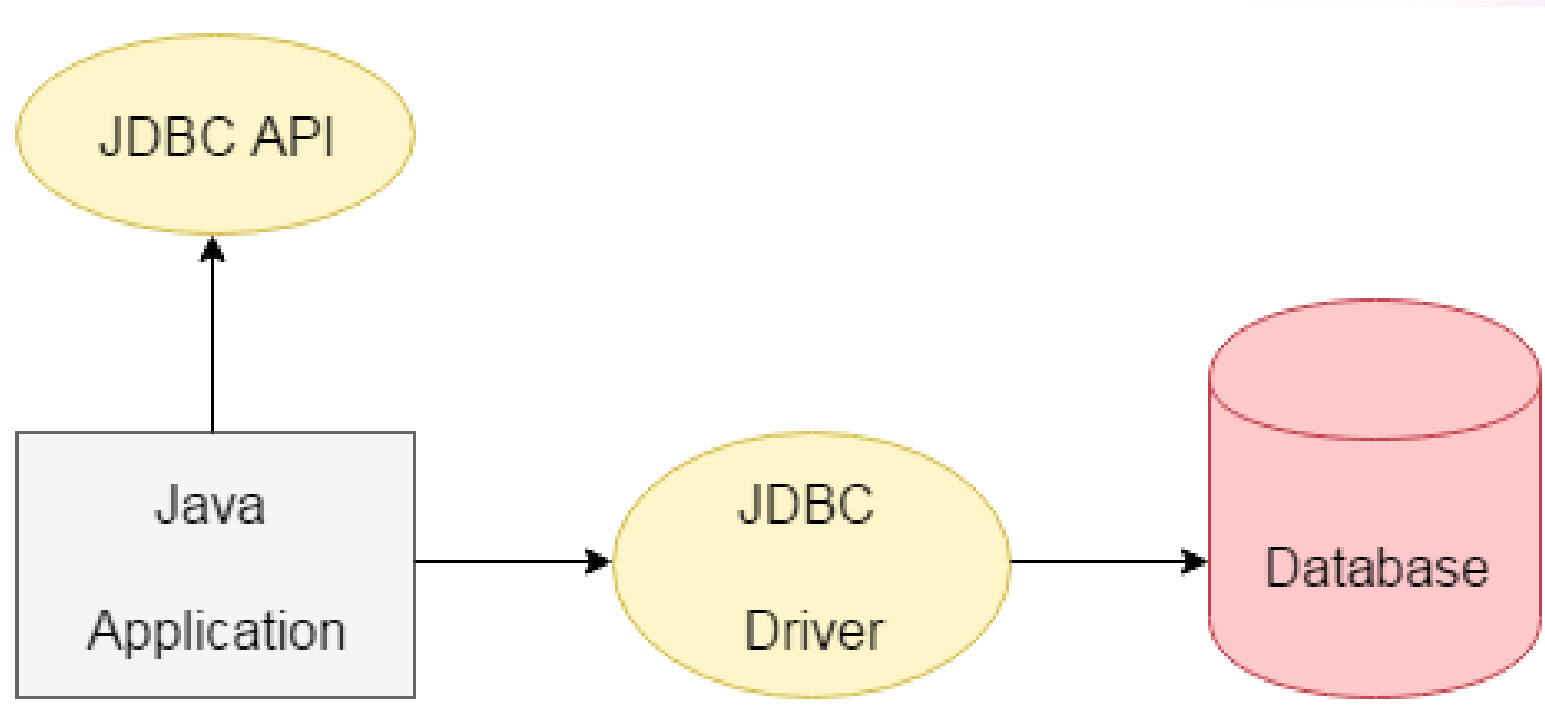 JDBC API
Java
Application
JDBC
Driver
Database